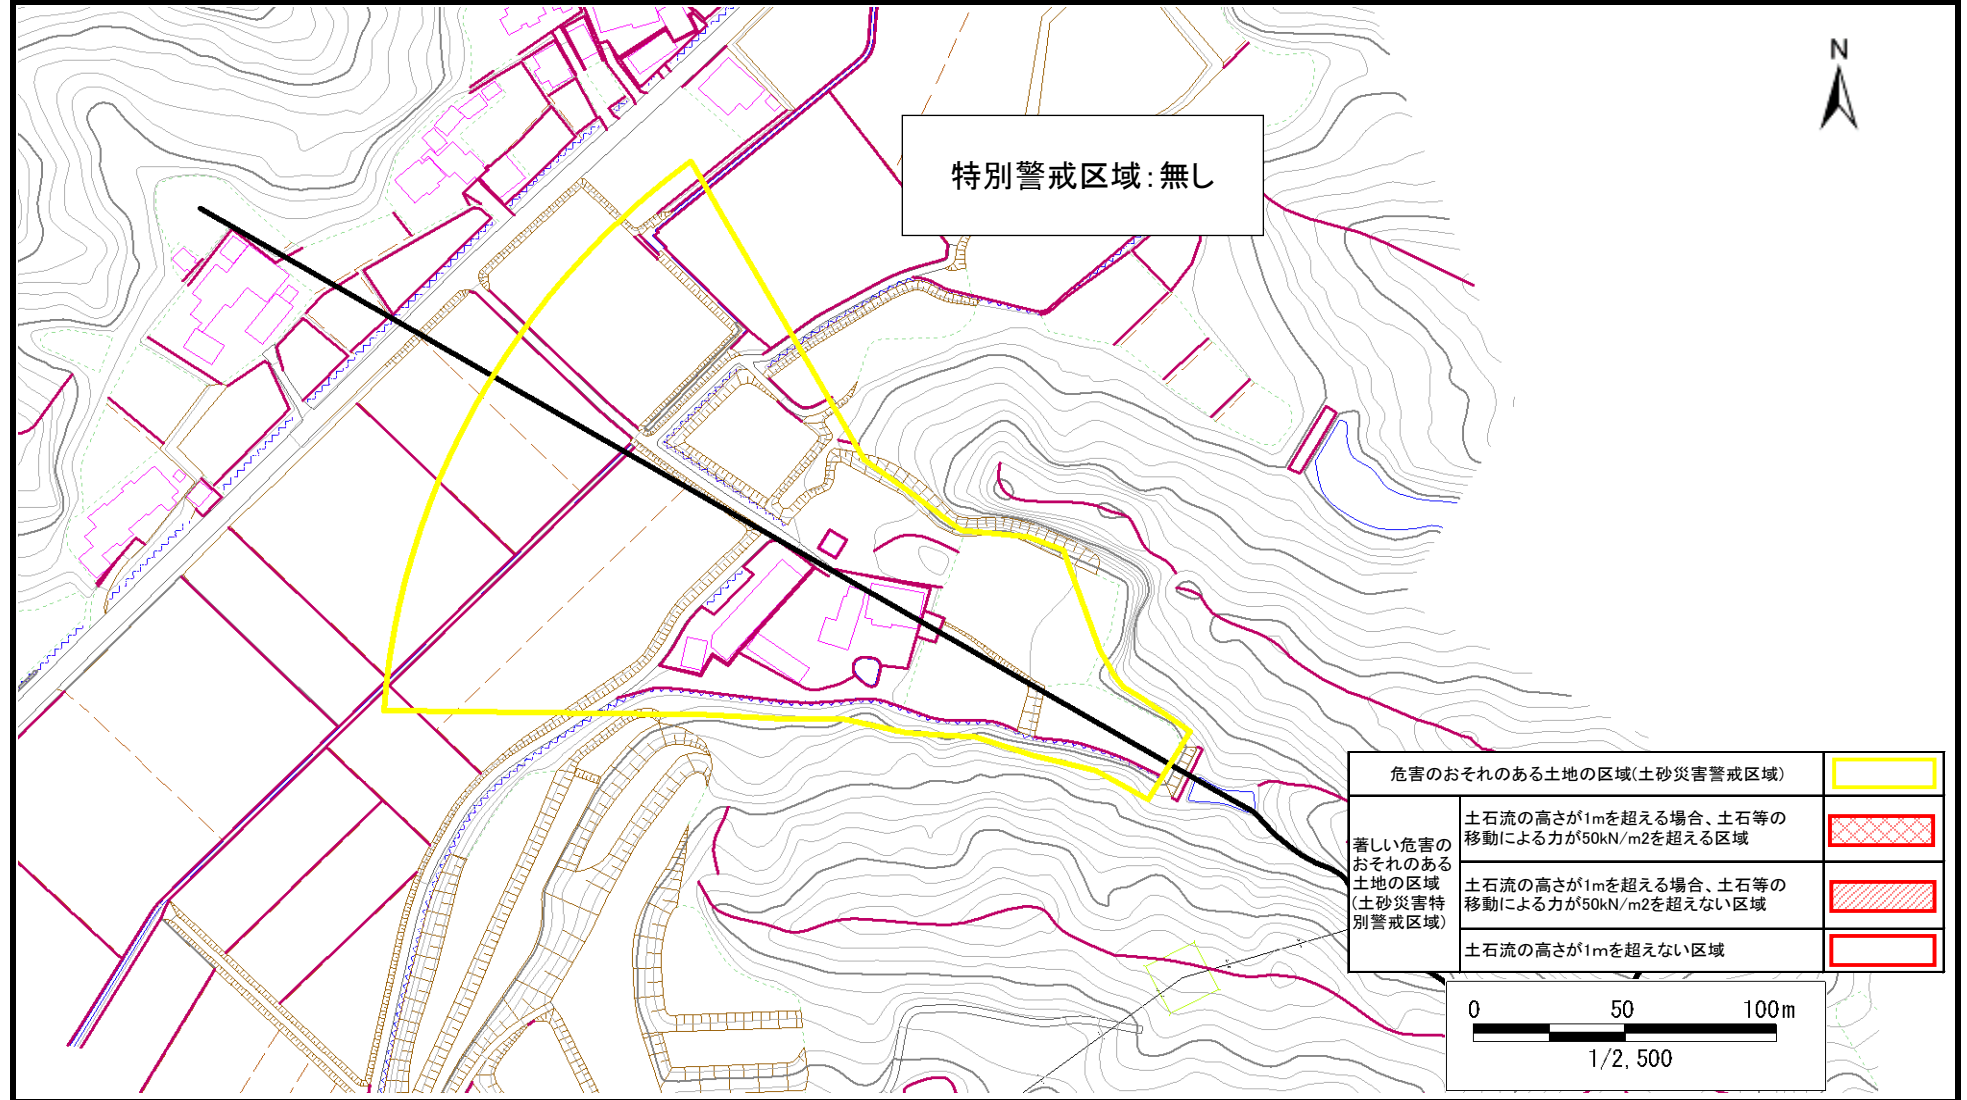 N
特別警戒区域：無し
危害のおそれのある土地の区域(土砂災害警戒区域)
著しい危害の
おそれのある
土地の区域
(土砂災害特
別警戒区域)
土石流の高さが1mを超える場合、土石等の
移動による力が50kN/m2を超える区域
土石流の高さが1mを超える場合、土石等の
移動による力が50kN/m2を超えない区域
土石流の高さが1mを超えない区域
0 50 100m
1/2,500